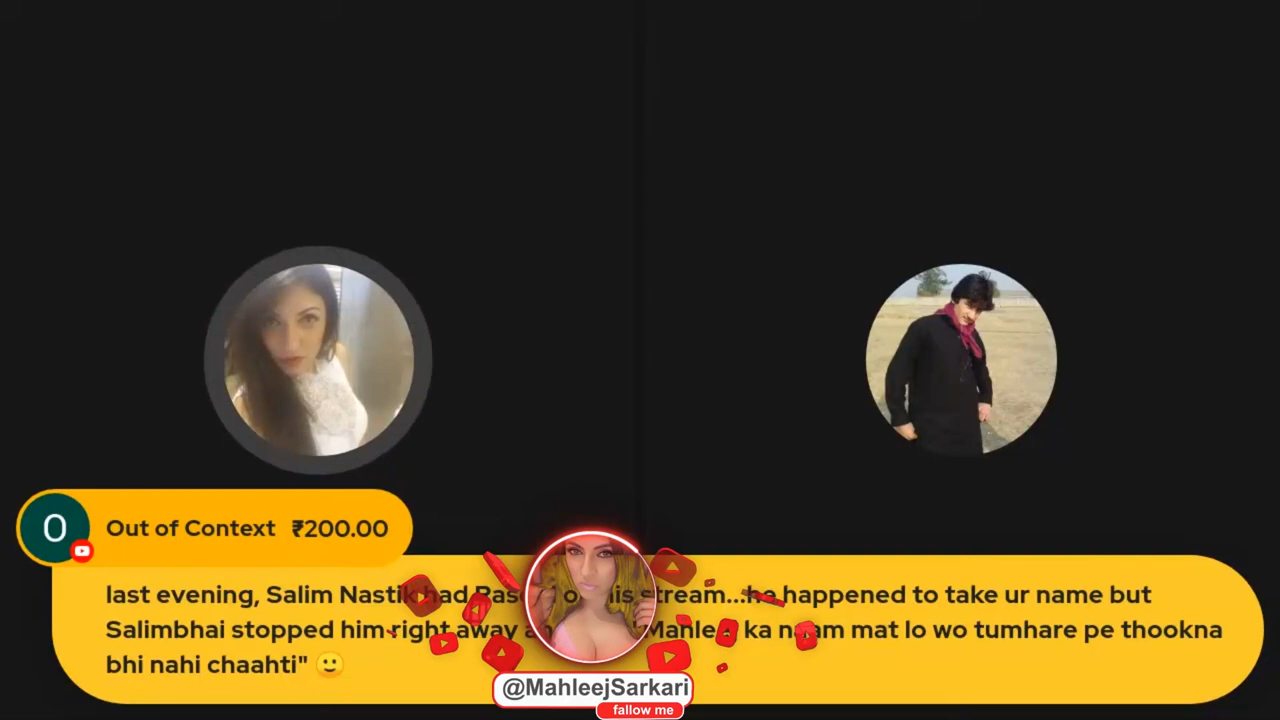 O
Out of Context ₹200.00
last evening, Salim Nastik had on his stream...he happened to take ur name but
Salimbhai stopped him right away ka naam mat lo wo tumhare pe thookna
bhi nahi chaahti" 🙂
@MahleejSarkari
fallow me